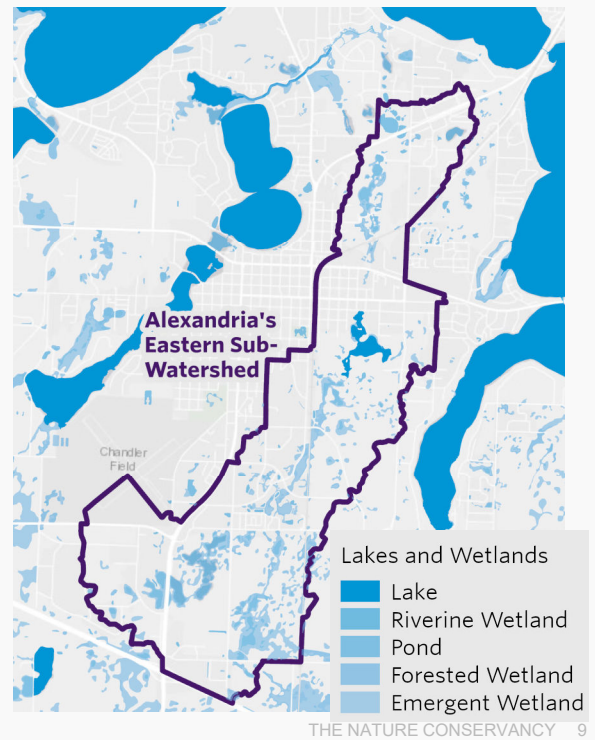 Alexandria's
Eastern Sub-
Watershed
Chandler
Field
Lakes and Wetlands
Lake
Riverine Wetland
Pond
Forested Wetland
Emergent Wetland
THE NATURE CONSERVANCY 9